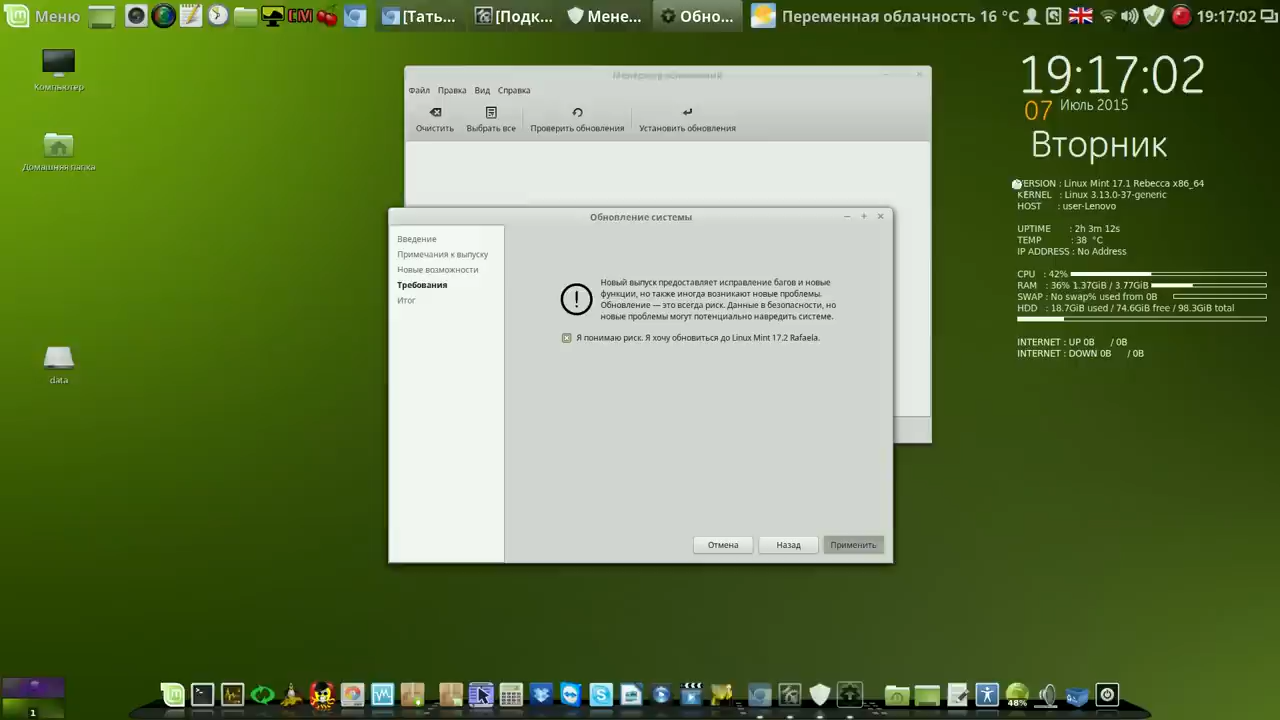 Меню
[Тать...
[Подк...
Мене...
Обно...
Переменная облачность 16 °C
19:17:02
Компьютер
Домашняя папка
data
Менеджер обновлений
Файл Правка Вид Справка
Очистить Выбрать все Проверить обновления Установить обновления
Обновление системы
Введение
Примечания к выпуску
Новые возможности
Требования
Итог
Новый выпуск предоставляет исправление багов и новые
функции, но также иногда возникают новые проблемы.
Обновление — это всегда риск. Данные в безопасности, но
новые проблемы могут потенциально навредить системе.
Я понимаю риск. Я хочу обновиться до Linux Mint 17.2 Rafaela.
Отмена Назад Применить
19:17:02
07 Июль 2015
Вторник
VERSION : Linux Mint 17.1 Rebecca x86_64
KERNEL : Linux 3.13.0-37-generic
HOST : user-Lenovo
UPTIME : 2h 3m 12s
TEMP : 38 °C
IP ADDRESS : No Address
CPU : 42%
RAM : 36% 1.37GiB / 3.77GiB
SWAP : No swap% used from 0B
HDD : 18.7GiB used / 74.6GiB free / 98.3GiB total
INTERNET : UP 0B / 0B
INTERNET : DOWN 0B / 0B
1
48%